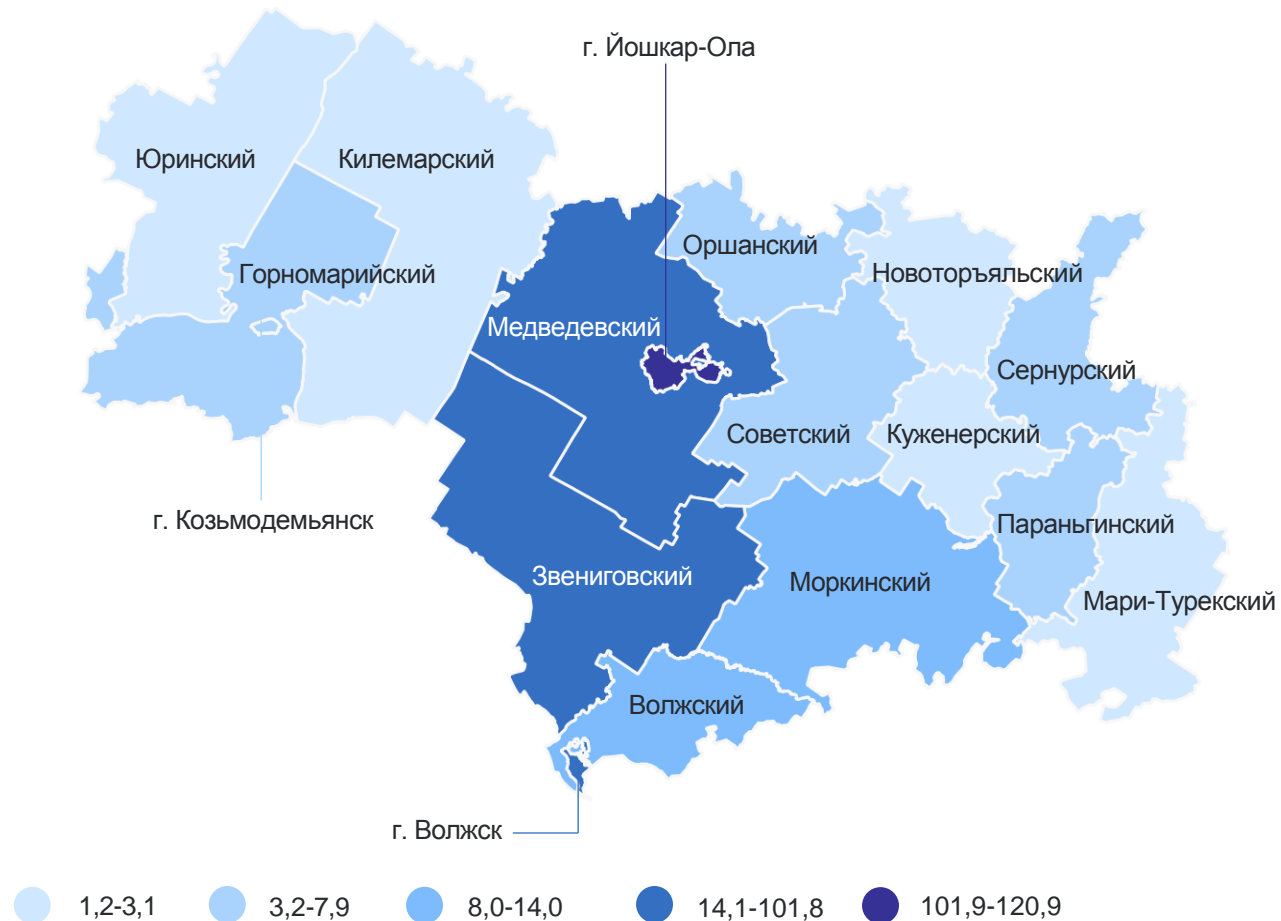 г. Йошкар-Ола
Юринский
Килемарский
Оршанский
Горномарийский
Новоторъяльский
Медведевский
Сернурский
Советский
Куженерский
г. Козьмодемьянск
Параньгинский
Звениговский
Моркинский
Мари-Турекский
Волжский
г. Волжск
1,2-3,1
3,2-7,9
8,0-14,0
14,1-101,8
101,9-120,9